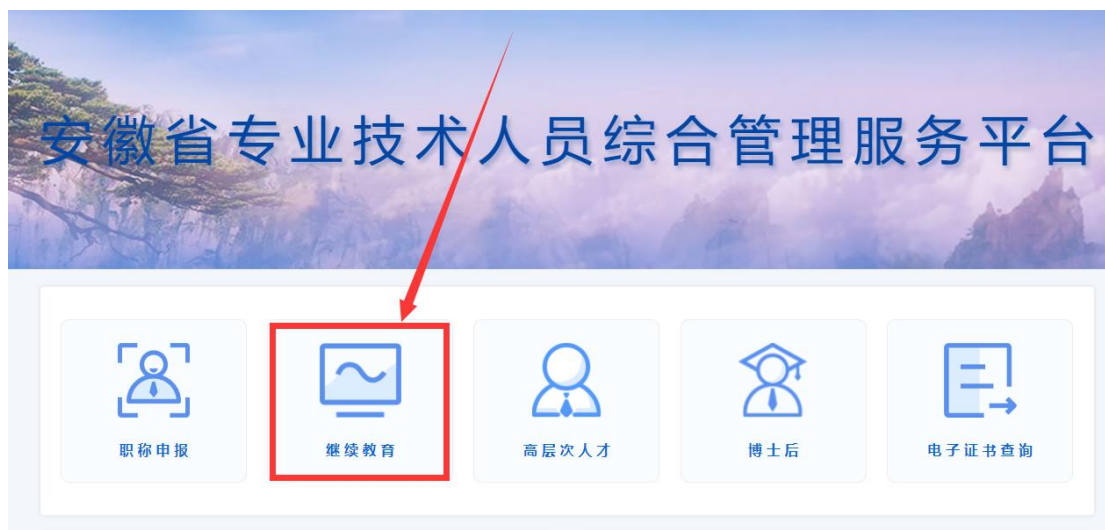 安徽省专业技术人员综合管理服务平台
职称申报
继续教育
高层次人才
博士后
电子证书查询